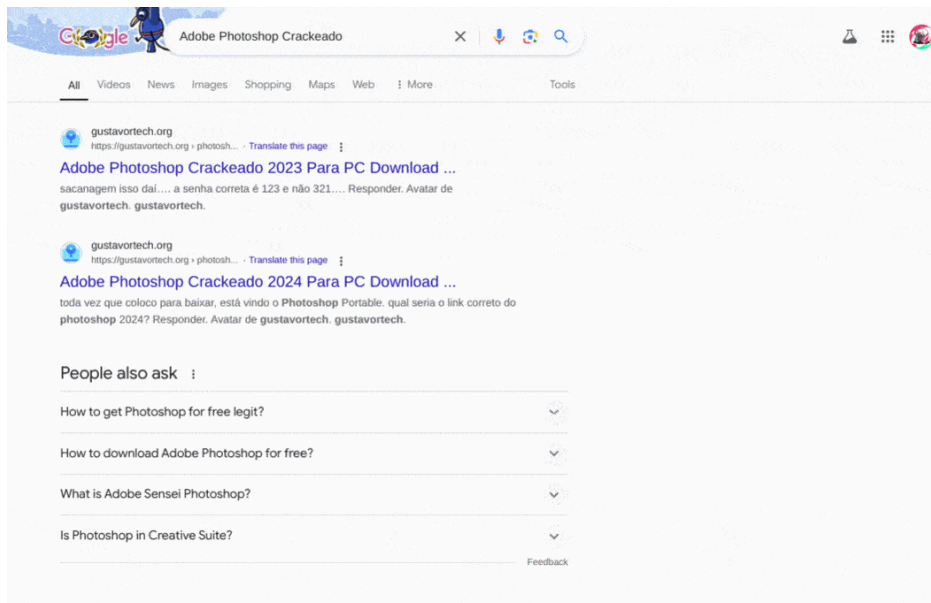 Google
Adobe Photoshop Crackeado
All Videos News Images Shopping Maps Web More Tools
gustavortech.org
https://gustavortech.org › photosh... · Translate this page
Adobe Photoshop Crackeado 2023 Para PC Download ...
sacanagem isso daí.... a senha correta é 123 e não 321.... Responder. Avatar de
gustavortech. gustavortech.
gustavortech.org
https://gustavortech.org › photosh... · Translate this page
Adobe Photoshop Crackeado 2024 Para PC Download ...
toda vez que coloco para baixar, está vindo o Photoshop Portable. qual seria o link correto do
photoshop 2024? Responder. Avatar de gustavortech. gustavortech.
People also ask
How to get Photoshop for free legit?
How to download Adobe Photoshop for free?
What is Adobe Sensei Photoshop?
Is Photoshop in Creative Suite?
Feedback